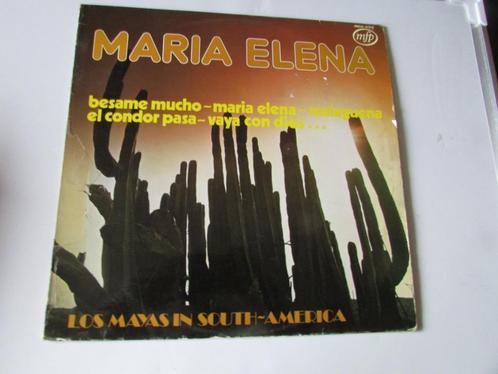 MARIA ELENA
mfp
besame mucho - maria elena - malaguena
el condor pasa - vaya con dios ...
LOS MAYAS IN SOUTH-AMERICA